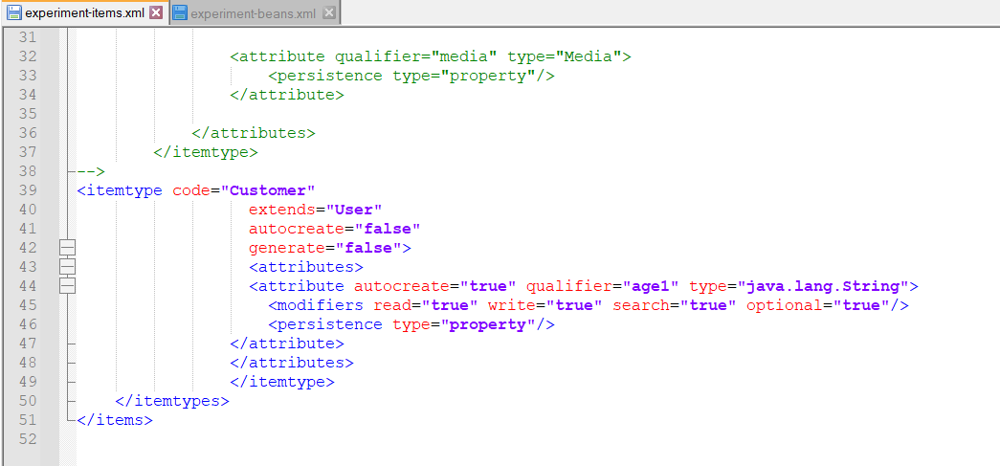 experiment-items.xml experiment-beans.xml
31
32 <attribute qualifier="media" type="Media">
33 <persistence type="property"/>
34 </attribute>
35
36 </attributes>
37 </itemtype>
38 -->
39 <itemtype code="Customer"
40 extends="User"
41 autocreate="false"
42 generate="false">
43 <attributes>
44 <attribute autocreate="true" qualifier="age1" type="java.lang.String">
45 <modifiers read="true" write="true" search="true" optional="true"/>
46 <persistence type="property"/>
47 </attribute>
48 </attributes>
49 </itemtype>
50 </itemtypes>
51 </items>
52